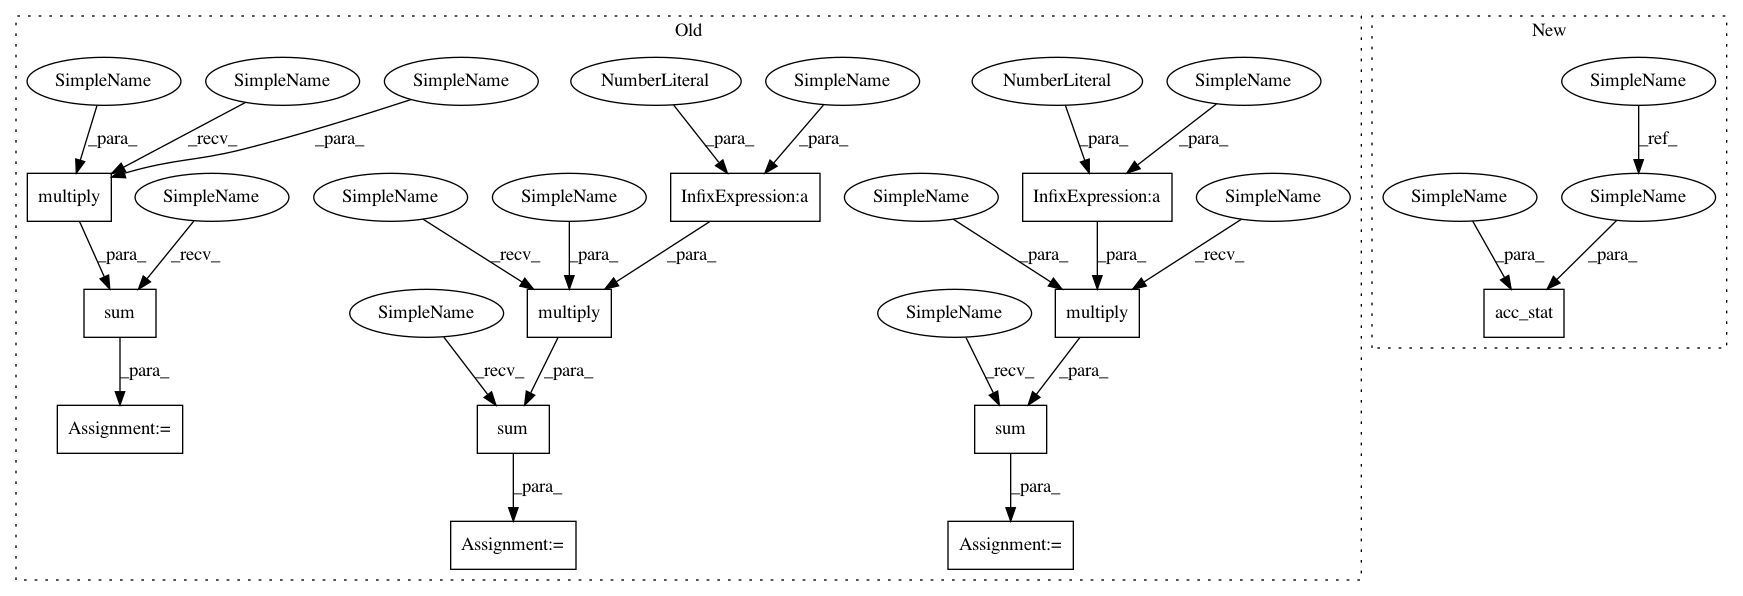 Old
New
SimpleName
SimpleName
SimpleName
NumberLiteral
SimpleName
NumberLiteral
SimpleName
SimpleName
_para_
_recv_
_para_
_para_
_para_
_para_
_para_
_ref_
multiply
SimpleName
SimpleName
SimpleName
InfixExpression:a
SimpleName
InfixExpression:a
SimpleName
SimpleName
SimpleName
_para_
_recv_
_recv_
_para_
_para_
_para_
_para_
_recv_
_para_
_para_
sum
SimpleName
multiply
SimpleName
multiply
acc_stat
_para_
_recv_
_para_
_recv_
_para_
Assignment:=
sum
sum
_para_
_para_
Assignment:=
Assignment:=